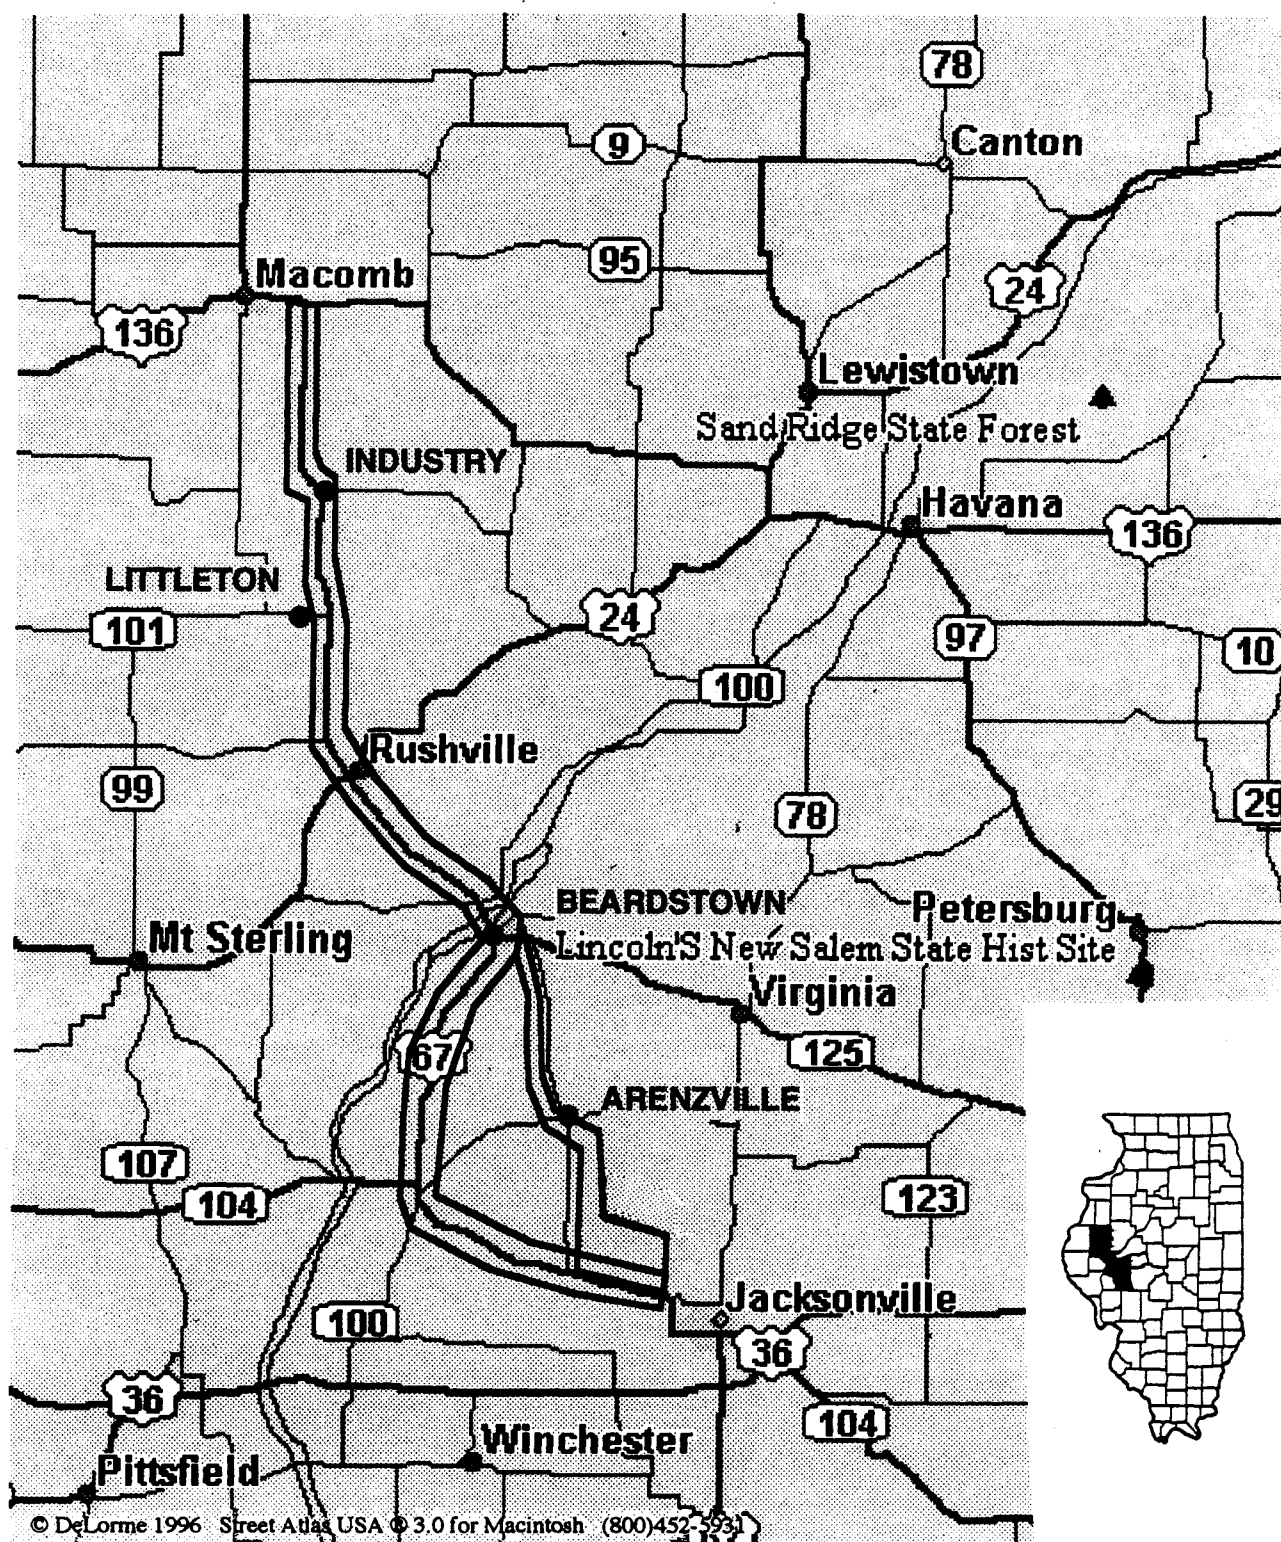 78
Canton
9
95
Macomb
24
136
Lewistown
Sand Ridge State Forest
INDUSTRY
Havana
136
LITTLETON
101
24
97
10
100
Rushville
99
78
29
BEARDSTOWN
Petersburg
Mt Sterling
Lincoln'S New Salem State Hist Site
Virginia
67
125
ARENZVILLE
107
104
123
Jacksonville
100
36
36
104
Winchester
Pittsfield
© DeLorme 1996 Street Atlas USA ® 3.0 for Macintosh (800)452-5931